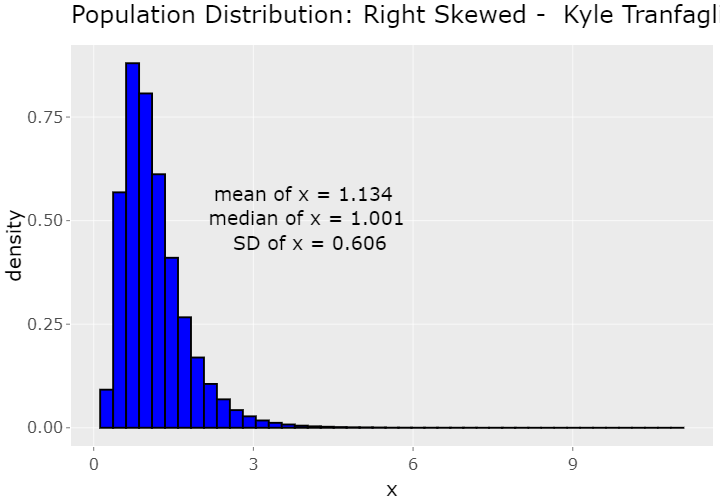 Population Distribution: Right Skewed -  Kyle Tranfagli
0.75
mean of x = 1.134
median of x = 1.001
SD of x = 0.606
0.50
density
0.25
0.00
0
3
6
9
x